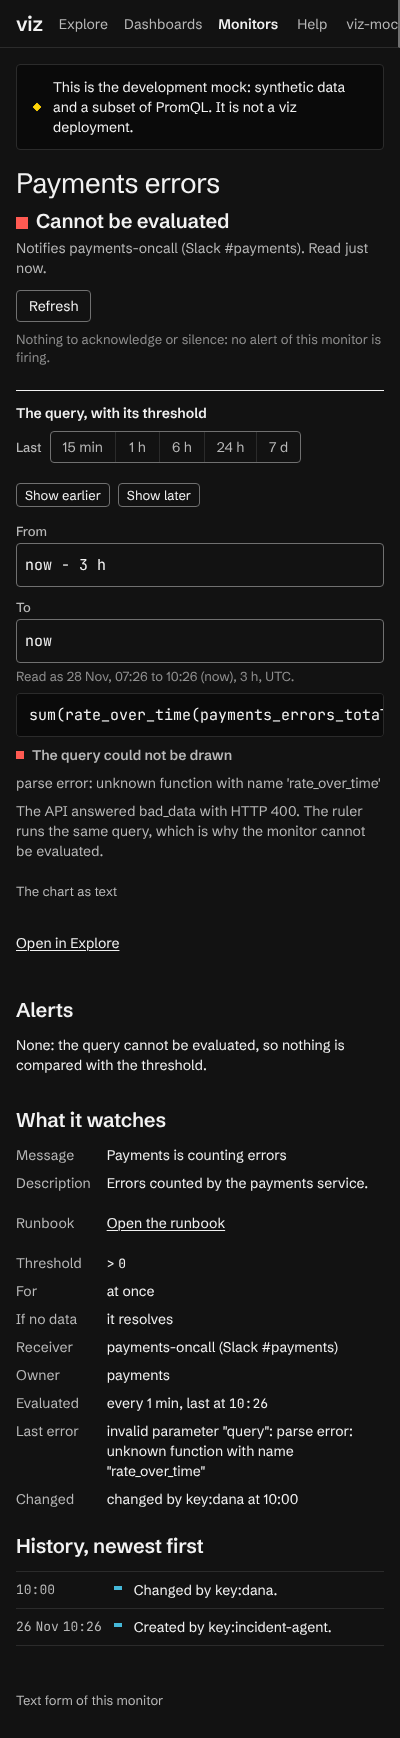 viz Explore Dashboards Monitors Help viz-moc
This is the development mock: synthetic data
and a subset of PromQL. It is not a viz
deployment.
Payments errors
Cannot be evaluated
Notifies payments-oncall (Slack #payments). Read just
now.
Refresh
Nothing to acknowledge or silence: no alert of this monitor is
firing.
The query, with its threshold
Last 15 min 1 h 6 h 24 h 7 d
Show earlier Show later
From
now - 3 h
To
now
Read as 28 Nov, 07:26 to 10:26 (now), 3 h, UTC.
sum(rate_over_time(payments_errors_total
The query could not be drawn
parse error: unknown function with name 'rate_over_time'
The API answered bad_data with HTTP 400. The ruler
runs the same query, which is why the monitor cannot
be evaluated.
The chart as text
Open in Explore
Alerts
None: the query cannot be evaluated, so nothing is
compared with the threshold.
What it watches
Message Payments is counting errors
Description Errors counted by the payments service.
Runbook Open the runbook
Threshold > 0
For at once
If no data it resolves
Receiver payments-oncall (Slack #payments)
Owner payments
Evaluated every 1 min, last at 10:26
Last error invalid parameter "query": parse error:
unknown function with name
"rate_over_time"
Changed changed by key:dana at 10:00
History, newest first
10:00 Changed by key:dana.
26 Nov 10:26 Created by key:incident-agent.
Text form of this monitor